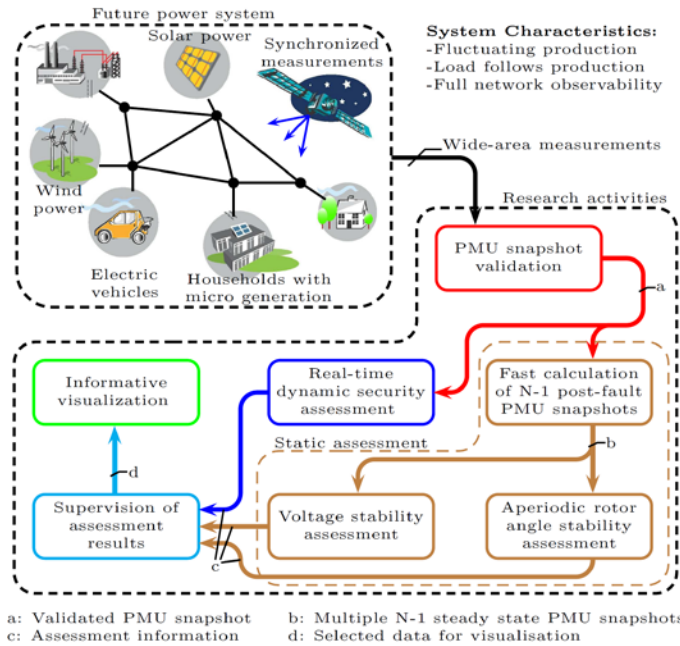 Future power system
Solar power
Synchronized
measurements
Wind
power
Electric
vehicles
Households with
micro generation
System Characteristics:
-Fluctuating production
-Load follows production
-Full network observability
Wide-area measurements
Research activities
PMU snapshot
validation
a
Informative
visualization
Real-time
dynamic security
assessment
Fast calculation
of N-1 post-fault
PMU snapshots
Static assessment
b
d
Supervision of
assessment
results
Voltage stability
assessment
Aperiodic rotor
angle stability
assessment
c
a: Validated PMU snapshot
b: Multiple N-1 steady state PMU snapshots
c: Assessment information
d: Selected data for visualisation